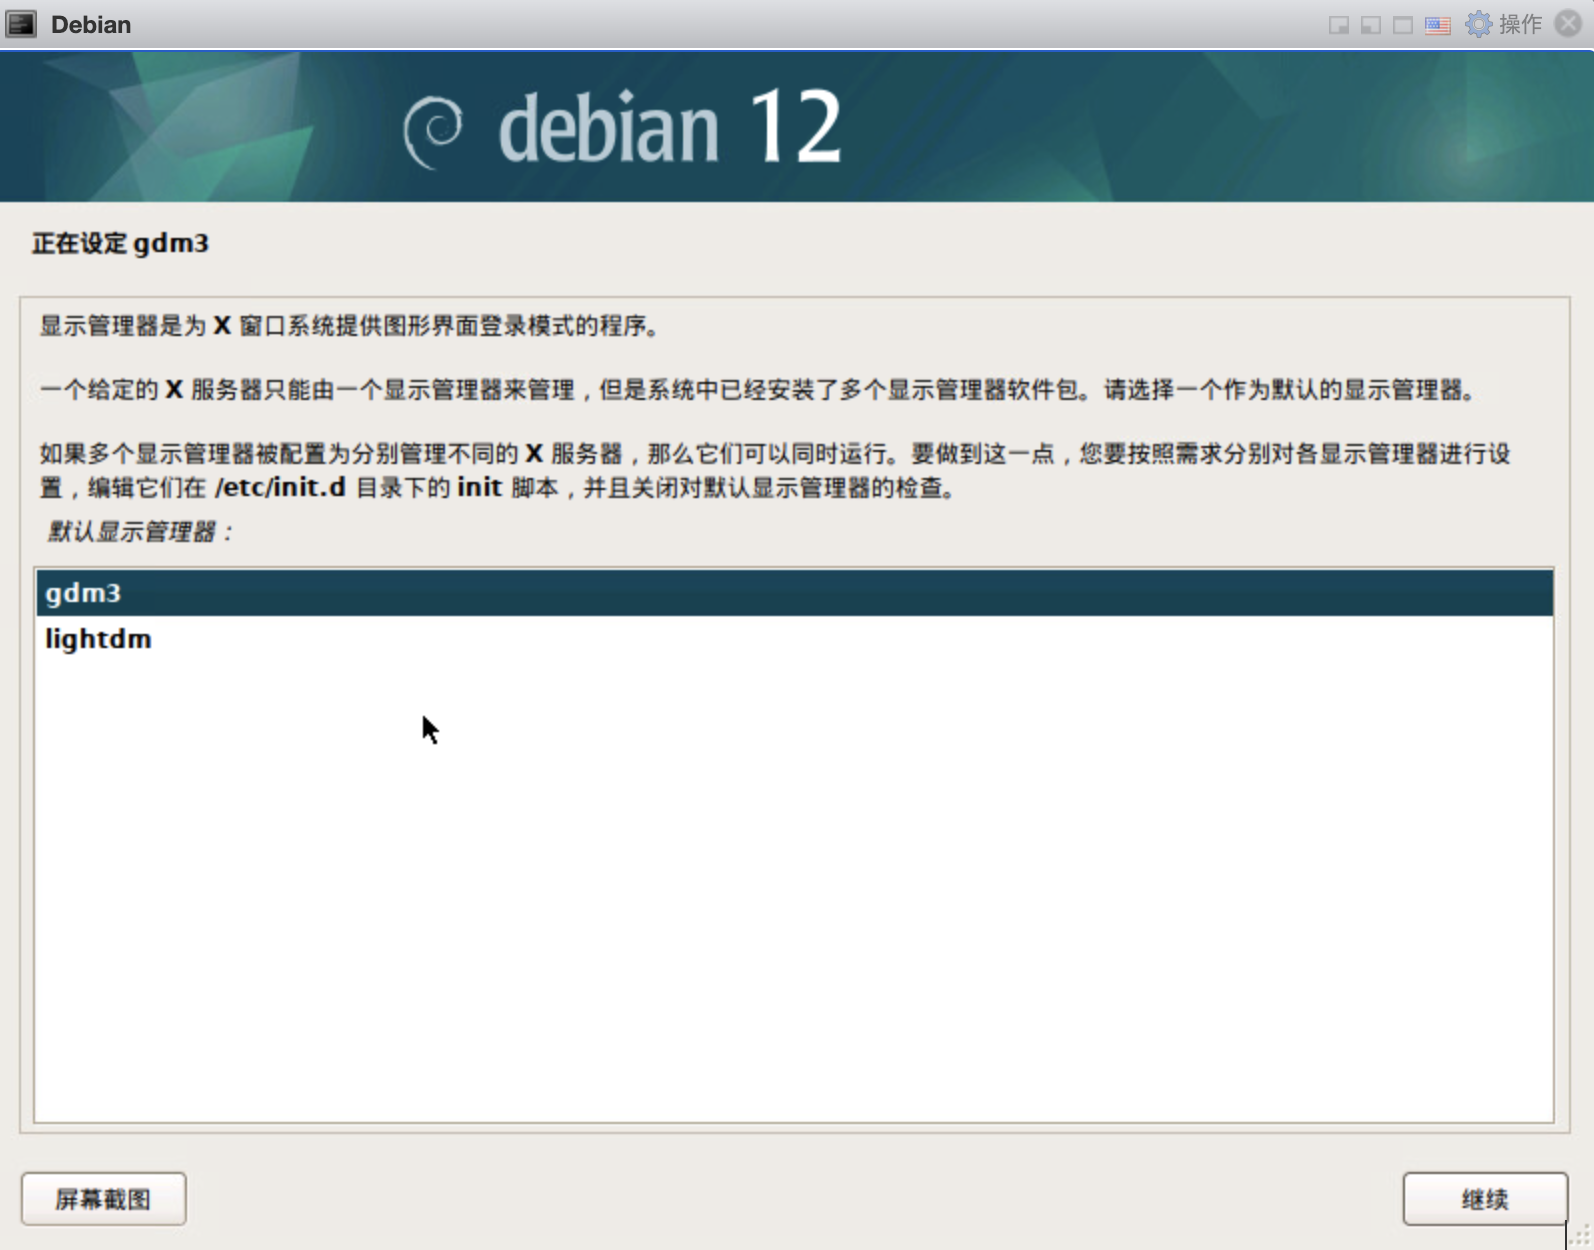 Debian
操作
debian 12
正在设定 gdm3
显示管理器是为 X 窗口系统提供图形界面登录模式的程序。
一个给定的 X 服务器只能由一个显示管理器来管理，但是系统中已经安装了多个显示管理器软件包。请选择一个作为默认的显示管理器。
如果多个显示管理器被配置为分别管理不同的 X 服务器，那么它们可以同时运行。要做到这一点，您要按照需求分别对各显示管理器进行设
置，编辑它们在 /etc/init.d 目录下的 init 脚本，并且关闭对默认显示管理器的检查。
默认显示管理器：
gdm3
lightdm
屏幕截图
继续